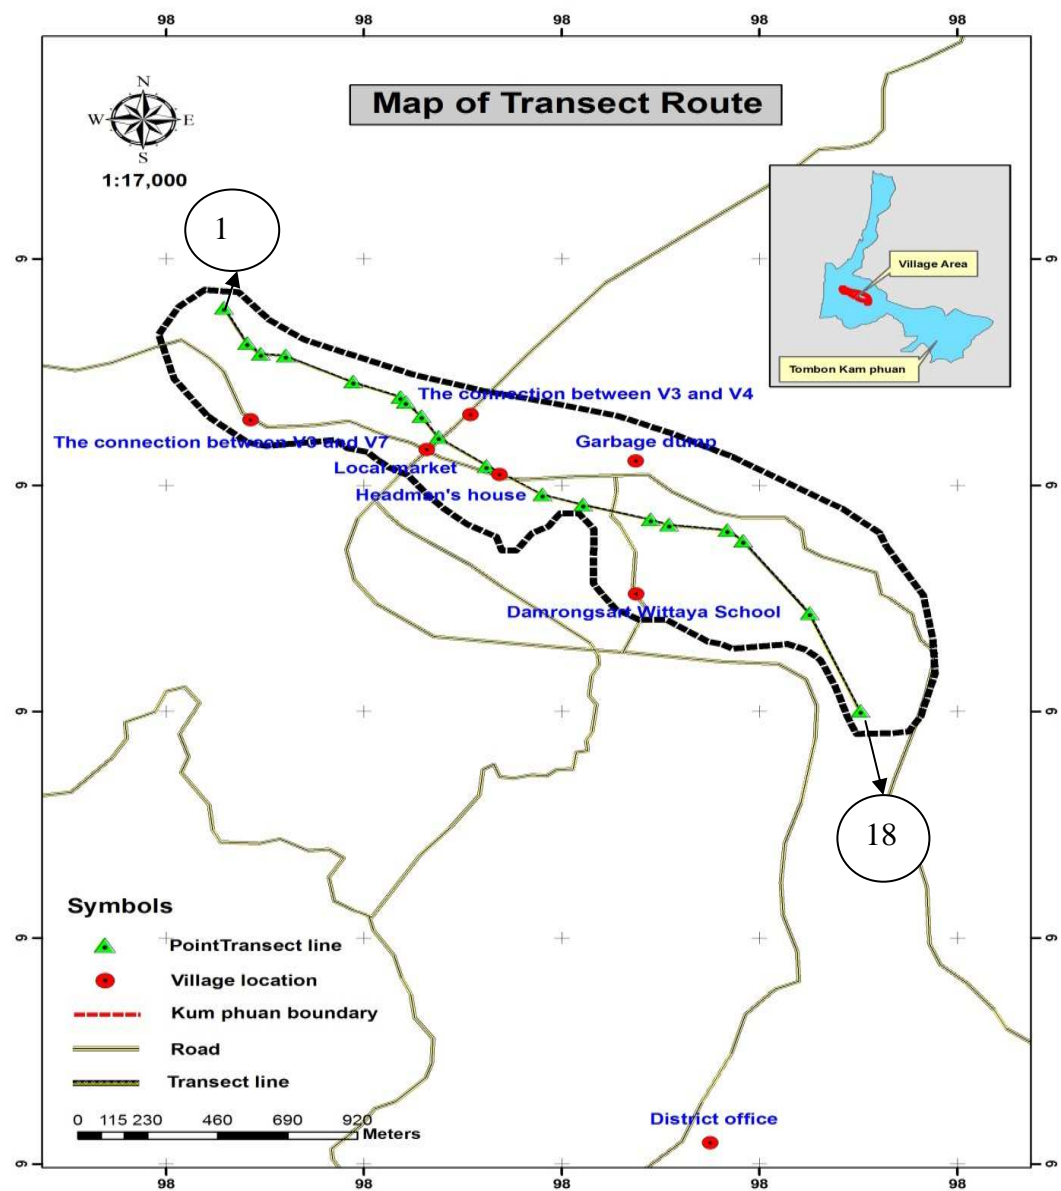 98 98 98 98 98
Map of Transect Route
N
W E
S
1:17,000
1
Village Area
Tombon Kam phuan
9 9
The connection between V3 and V4
The connection between V9 and V7
Garbage dump
Local market
Headman's house
9 9
Damrongsart Wittaya School
9 9
18
Symbols
PointTransect line
9 9
Village location
Kum phuan boundary
Road
Transect line
0 115 230 460 690 920
Meters
District office
9 9
98 98 98 98 98